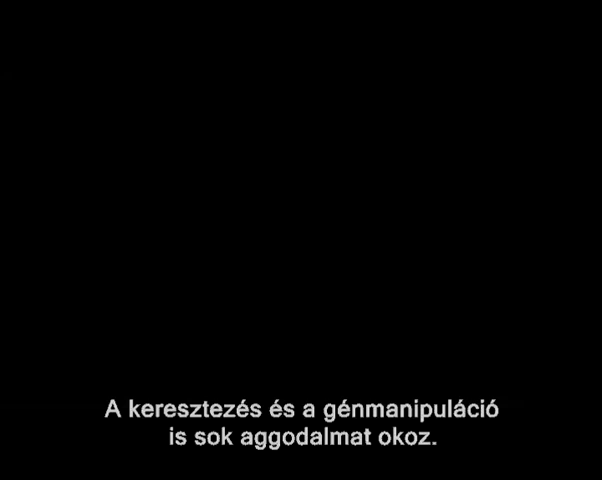 A keresztezés és a génmanipuláció
is sok aggodalmat okoz.